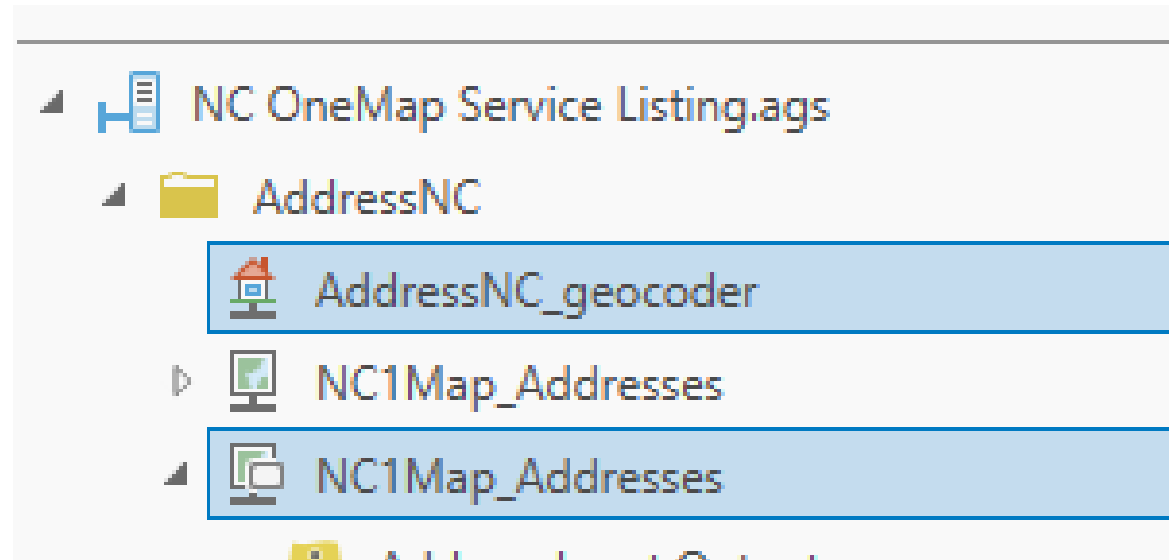 NC OneMap Service Listing.ags
AddressNC
AddressNC_geocoder
NC1Map_Addresses
NC1Map_Addresses